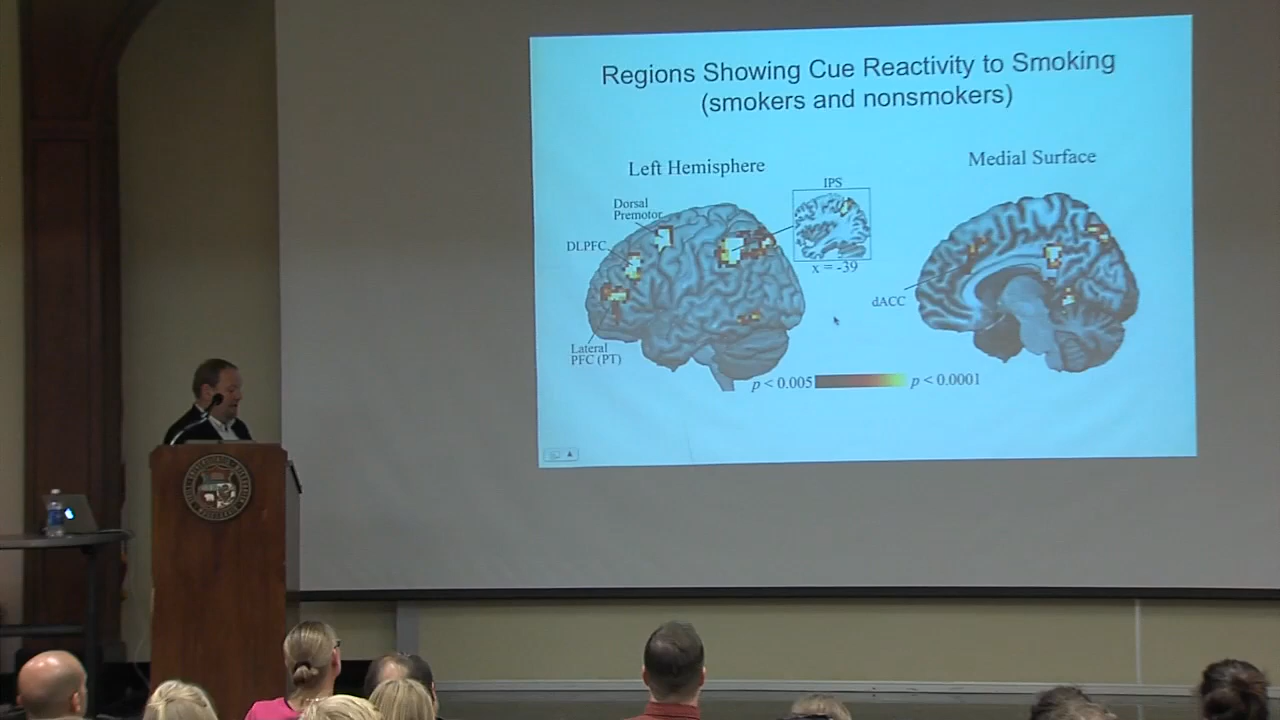 Regions Showing Cue Reactivity to Smoking
(smokers and nonsmokers)
Left Hemisphere
Medial Surface
IPS
Dorsal
Premotor
DLPFC
x = -39
dACC
Lateral
PFC (PT)
p < 0.005
p < 0.0001